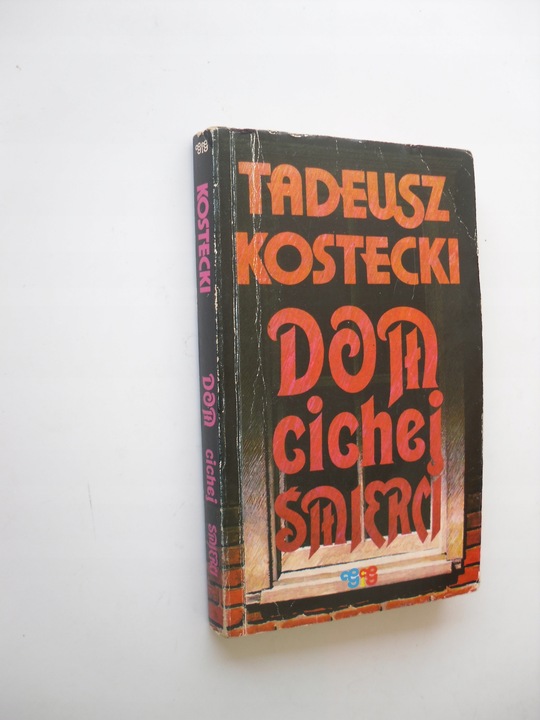 TADEUSZ
KOSTECKI
DOM
cichej
ŚMIERCI
KOSTECKI DOM cichej ŚMIERCI